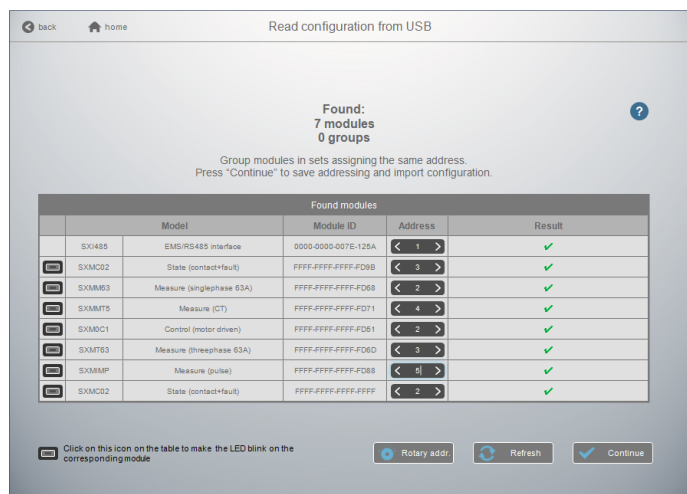 back home Read configuration from USB
Found:
7 modules
0 groups
?
Group modules in sets assigning the same address.
Press "Continue" to save addressing and import configuration.
Found modules
Model Module ID Address Result
SXI485 EMS/RS485 interface 0000-0000-007E-125A < 1 >
SXMC02 State (contact+fault) FFFF-FFFF-FFFF-FD9B < 3 >
SXMM63 Measure (singlephase 63A) FFFF-FFFF-FFFF-FD68 < 2 >
SXMMT5 Measure (CT) FFFF-FFFF-FFFF-FD71 < 4 >
SXM0C1 Control (motor driven) FFFF-FFFF-FFFF-FD51 < 2 >
SXMT63 Measure (threephase 63A) FFFF-FFFF-FFFF-FD6D < 3 >
SXMIMP Measure (pulse) FFFF-FFFF-FFFF-FD88 < 5 >
SXMC02 State (contact+fault) FFFF-FFFF-FFFF-FFFF < 2 >
Click on this icon on the table to make the LED blink on the
corresponding module
Rotary addr. Refresh Continue